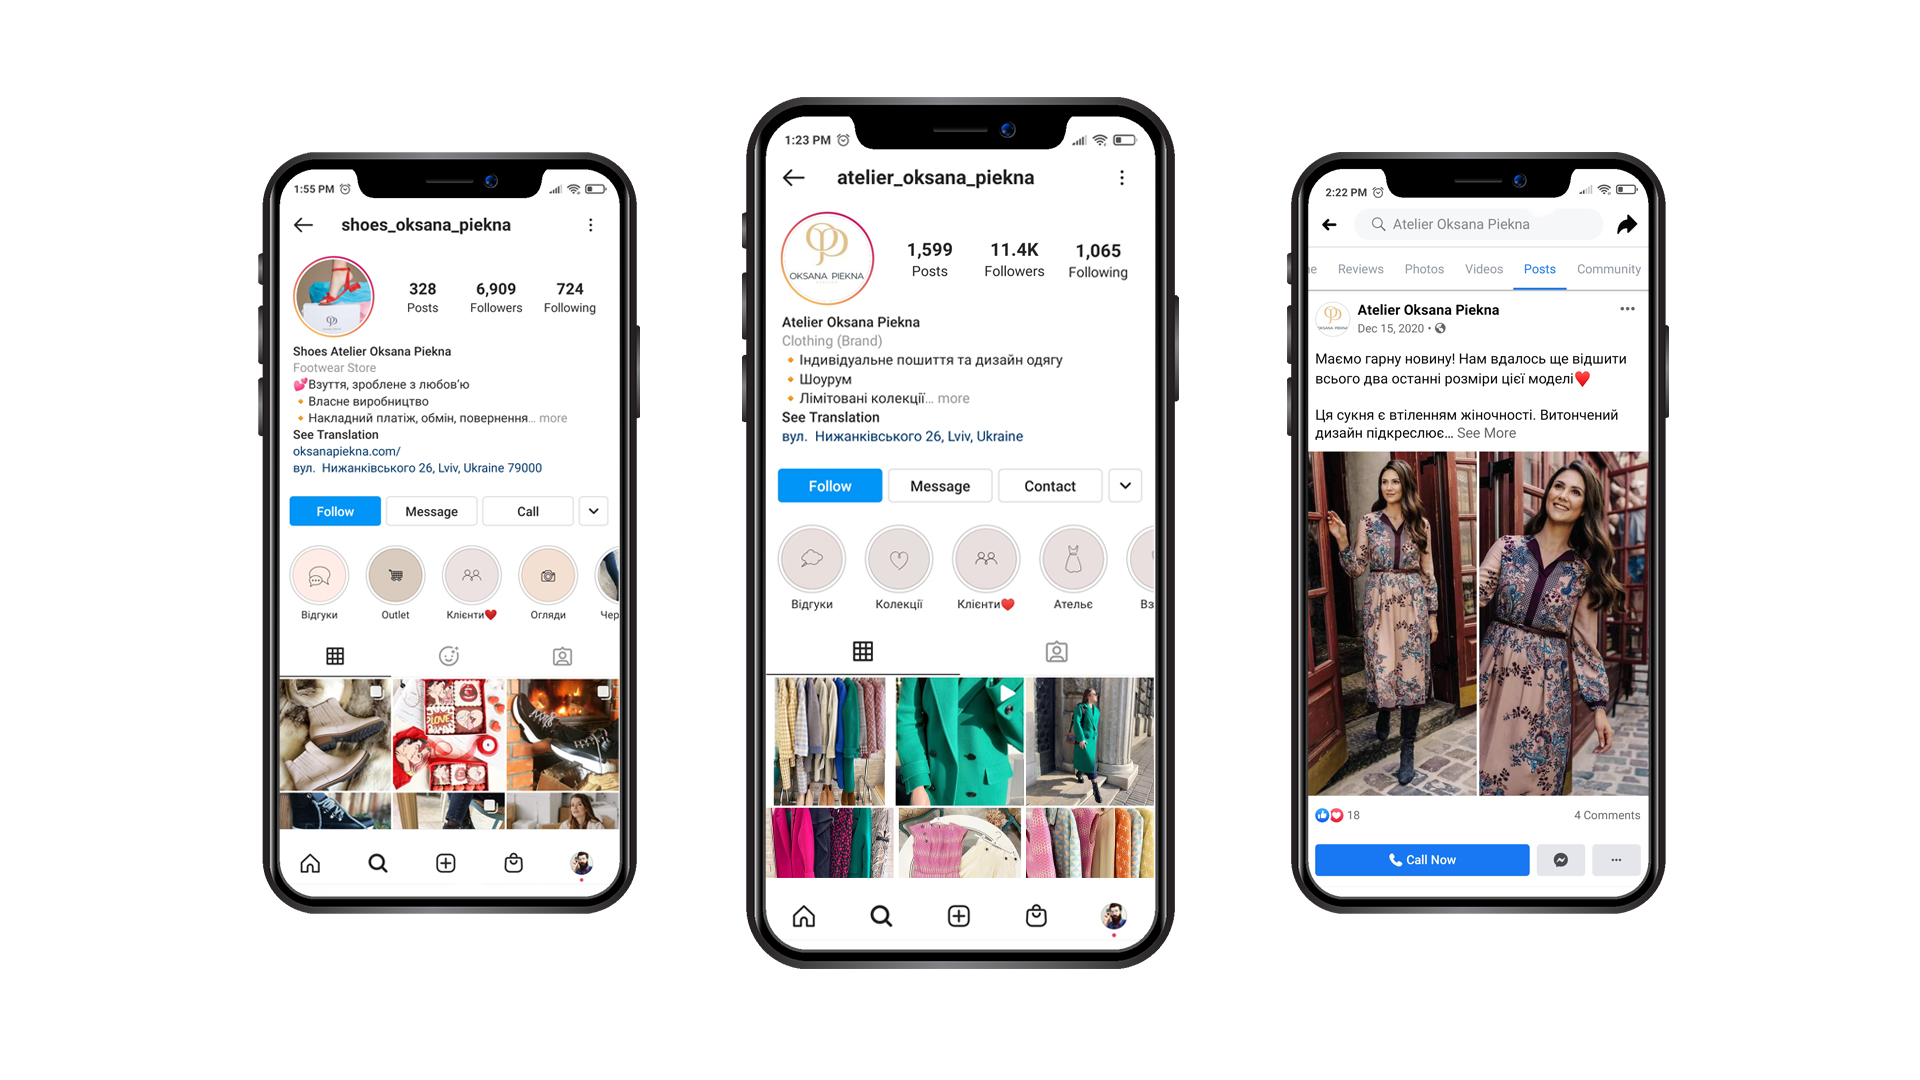 1:55 PM
shoes_oksana_piekna
328
6,909
724
Posts
Followers
Following
Shoes Atelier Oksana Piekna
Footwear Store
💕Взуття, зроблене з любов'ю
🔸Власне виробництво
🔸Накладний платіж, обмін, повернення... more
See Translation
oksanapiekna.com/
вул. Нижанківського 26, Lviv, Ukraine 79000
Follow
Message
Call
Відгуки
Outlet
Клієнти❤️
Огляди
Чер
1:23 PM
atelier_oksana_piekna
OKSANA PIEKNA
1,599
11.4K
1,065
Posts
Followers
Following
Atelier Oksana Piekna
Clothing (Brand)
🔸Індивідуальне пошиття та дизайн одягу
🔸Шоурум
🔸Лімітовані колекції... more
See Translation
вул. Нижанківського 26, Lviv, Ukraine
Follow
Message
Contact
Відгуки
Колекції
Клієнти❤️
Ательє
Вз
2:22 PM
Atelier Oksana Piekna
ne
Reviews
Photos
Videos
Posts
Community
OKSANA PIEKNA
Atelier Oksana Piekna
Dec 15, 2020
Маємо гарну новину! Нам вдалось ще відшити
всього два останні розміри цієї моделі❤️
Ця сукня є втіленням жіночності. Витончений
дизайн підкреслює... See More
18
4 Comments
Call Now